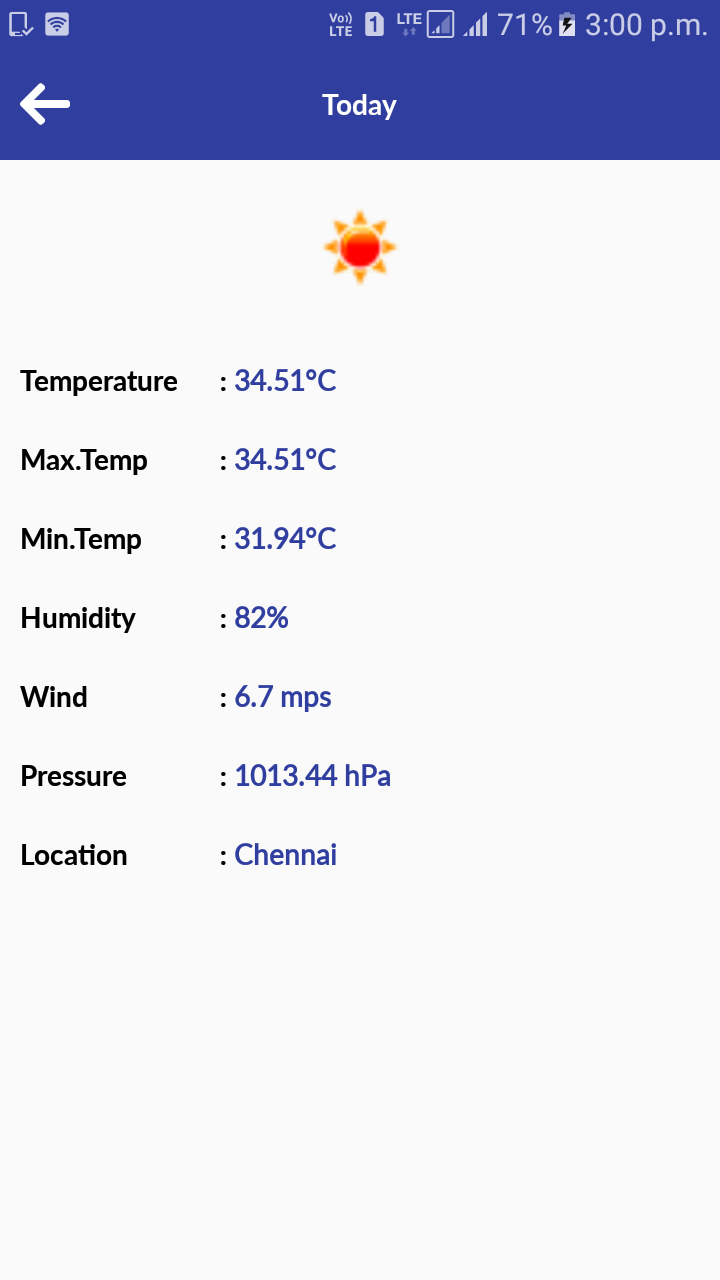 Vo)) LTE 1 LTE 71% 3:00 p.m.
Today
Temperature : 34.51°C
Max.Temp : 34.51°C
Min.Temp : 31.94°C
Humidity : 82%
Wind : 6.7 mps
Pressure : 1013.44 hPa
Location : Chennai